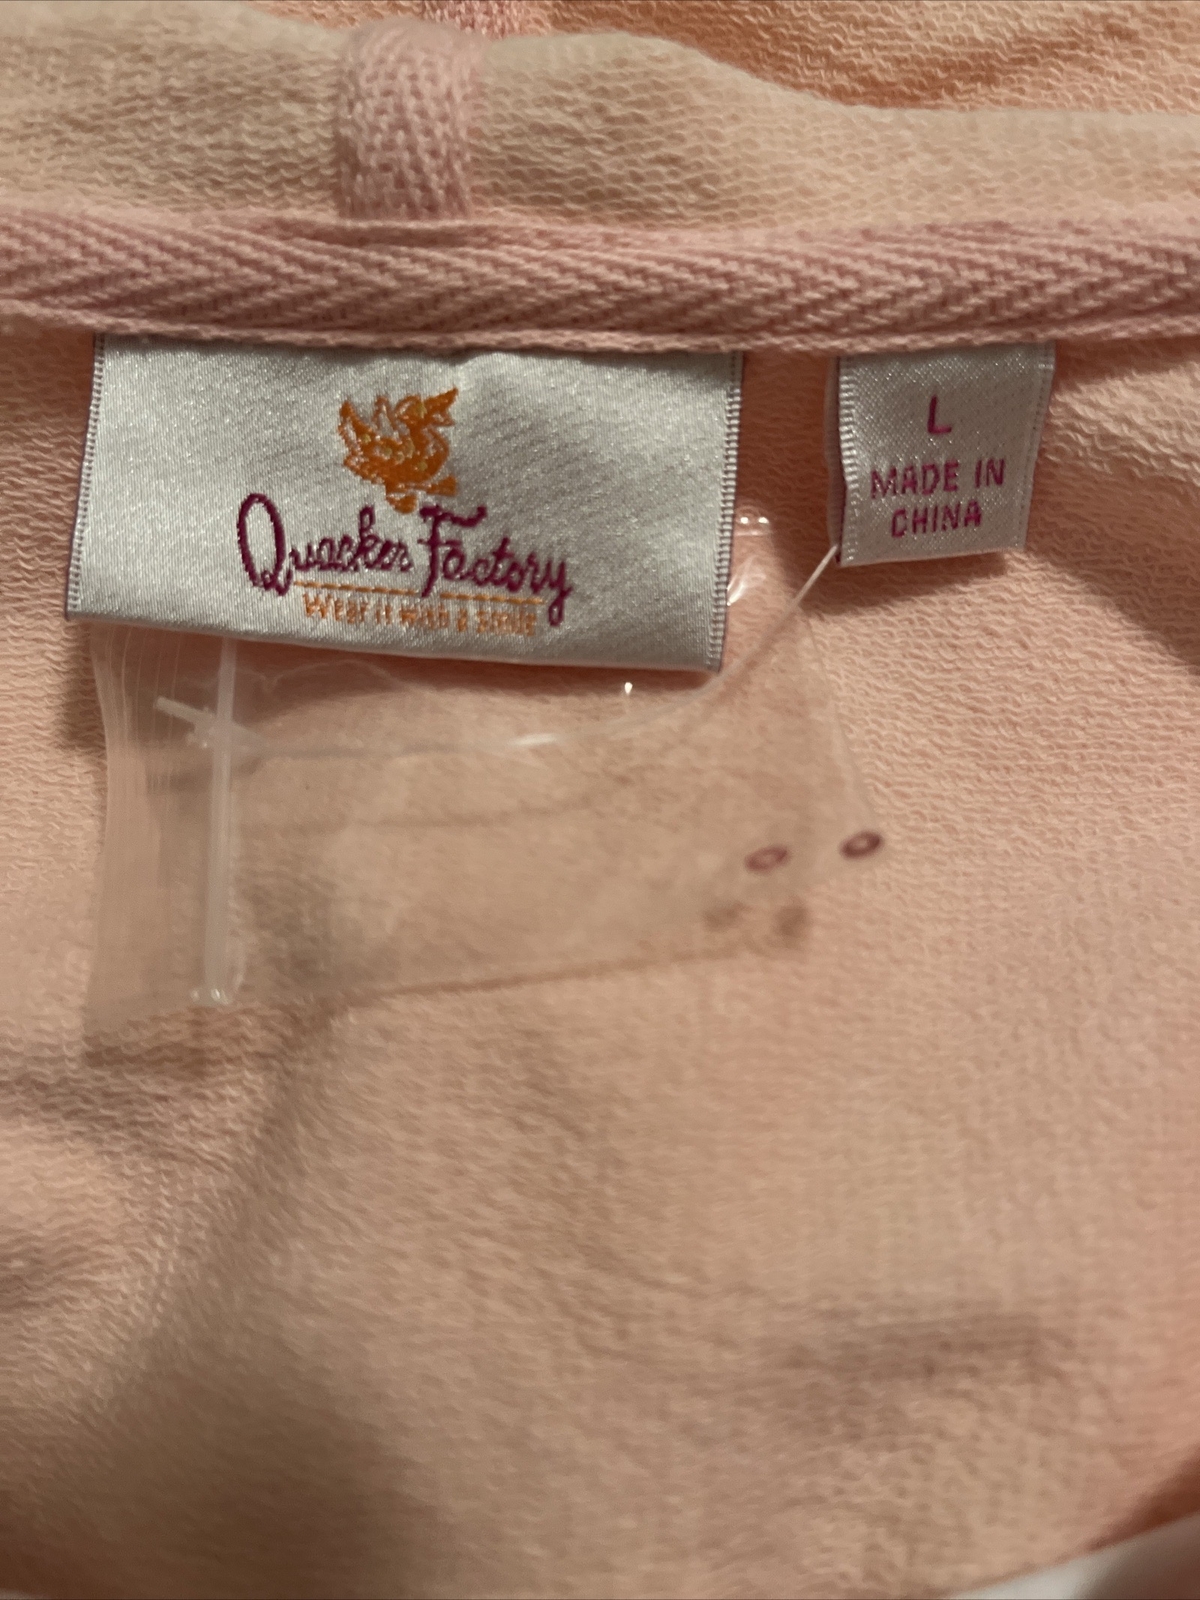 Quacker Factory
Wear it with a Smile
L
MADE IN
CHINA